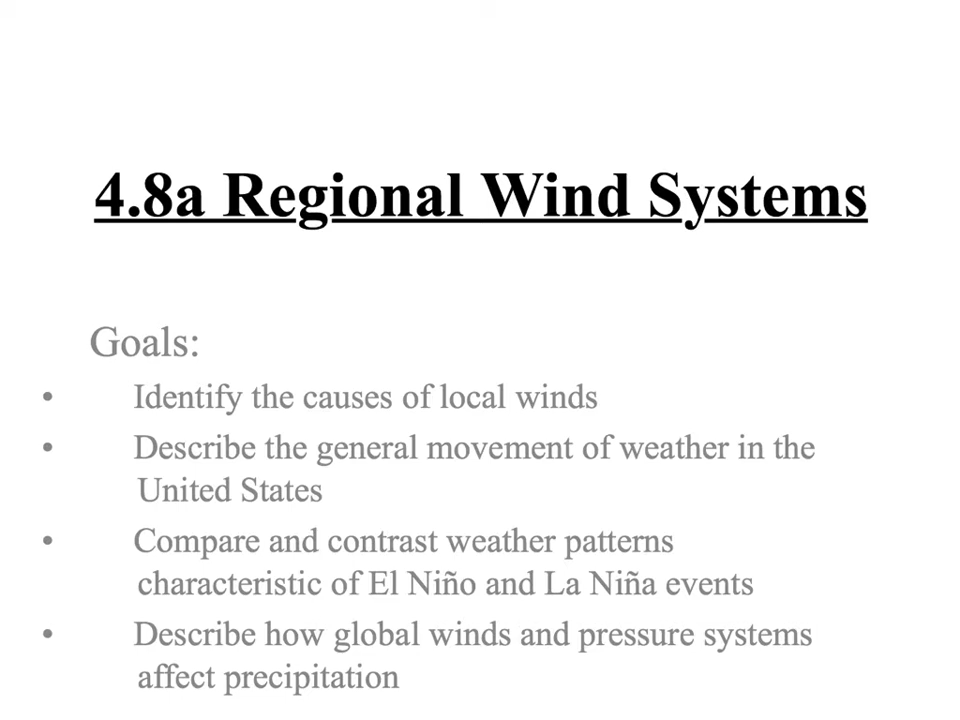 4.8a Regional Wind Systems
Goals:
• Identify the causes of local winds
• Describe the general movement of weather in the
United States
• Compare and contrast weather patterns
characteristic of El Niño and La Niña events
• Describe how global winds and pressure systems
affect precipitation